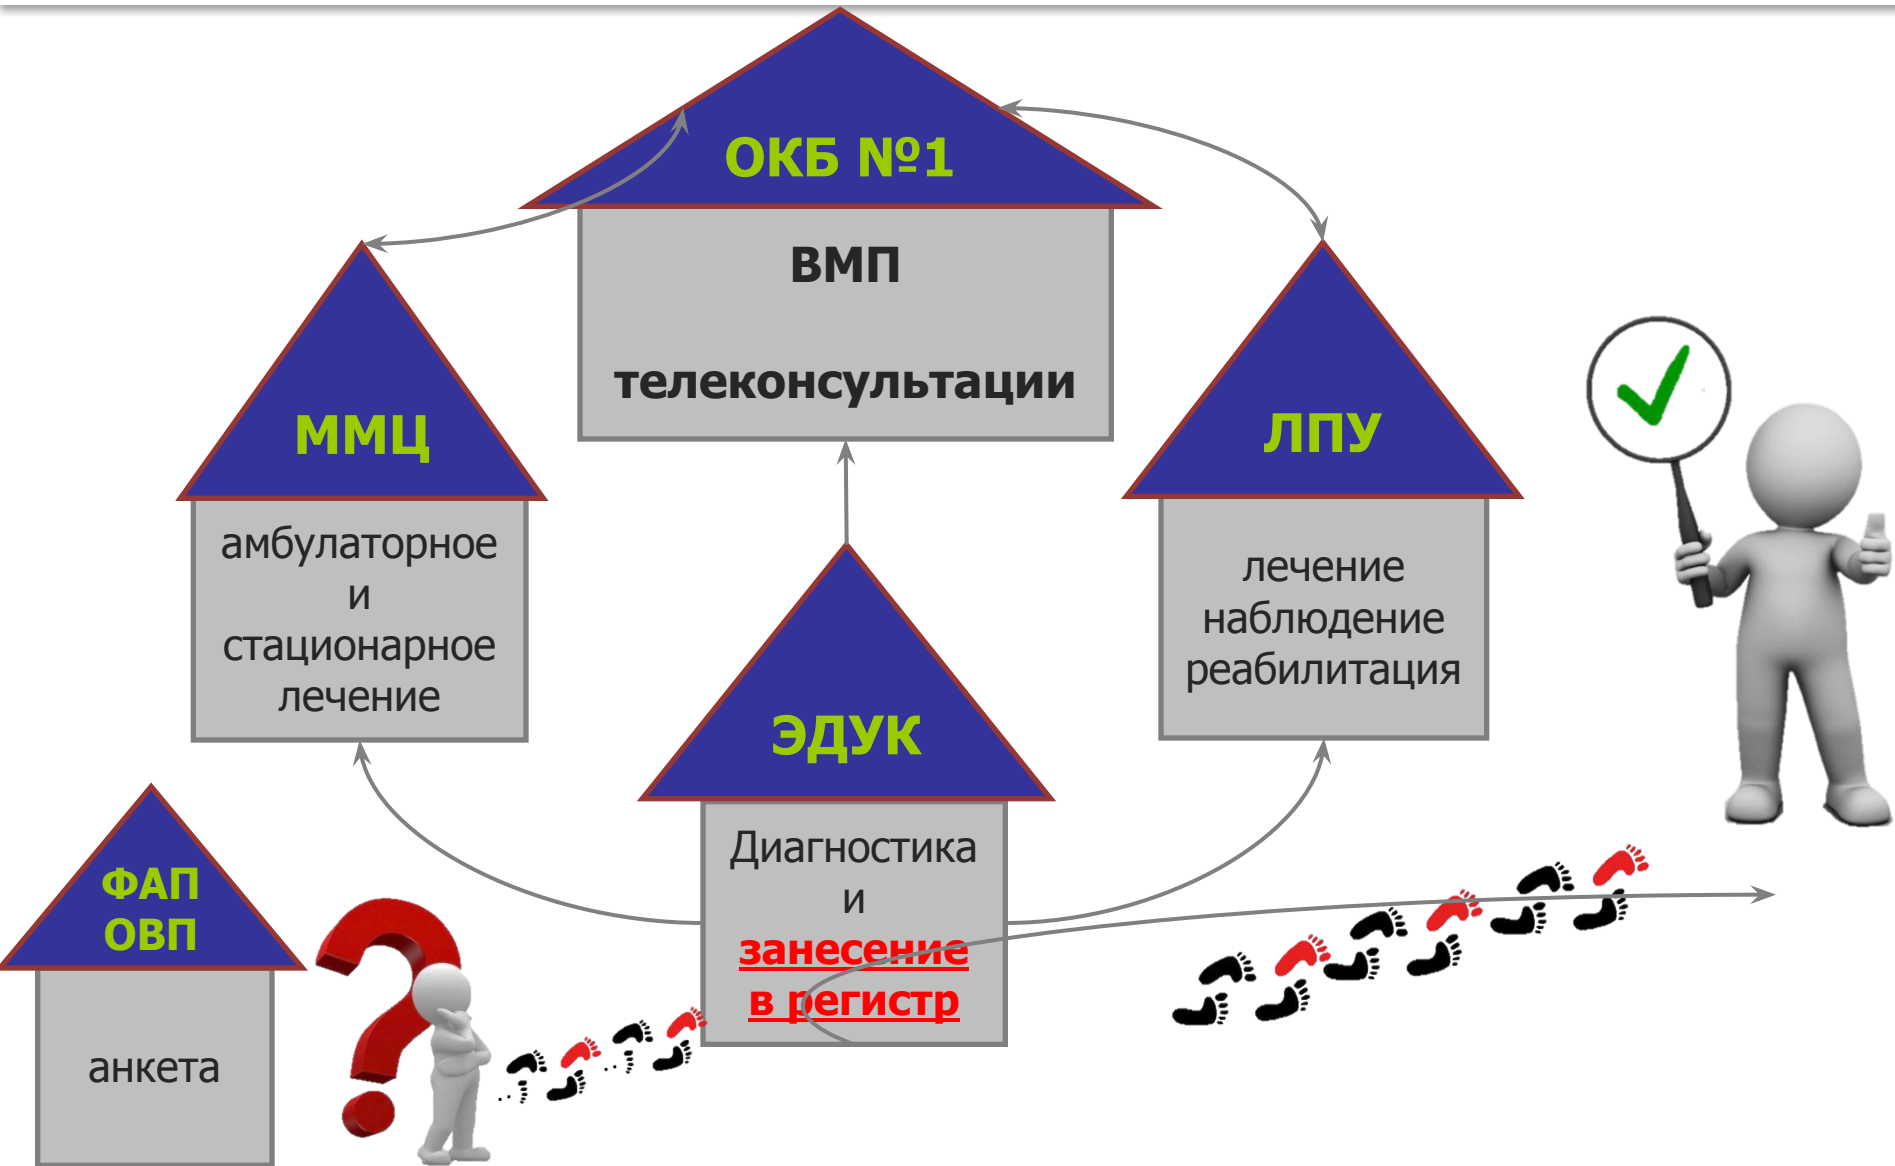 ОКБ №1
ВМП
телеконсультации
ММЦ
амбулаторное
и
стационарное
лечение
ЛПУ
лечение
наблюдение
реабилитация
ЭДУК
Диагностика
и
занесение
в регистр
ФАП
ОВП
анкета